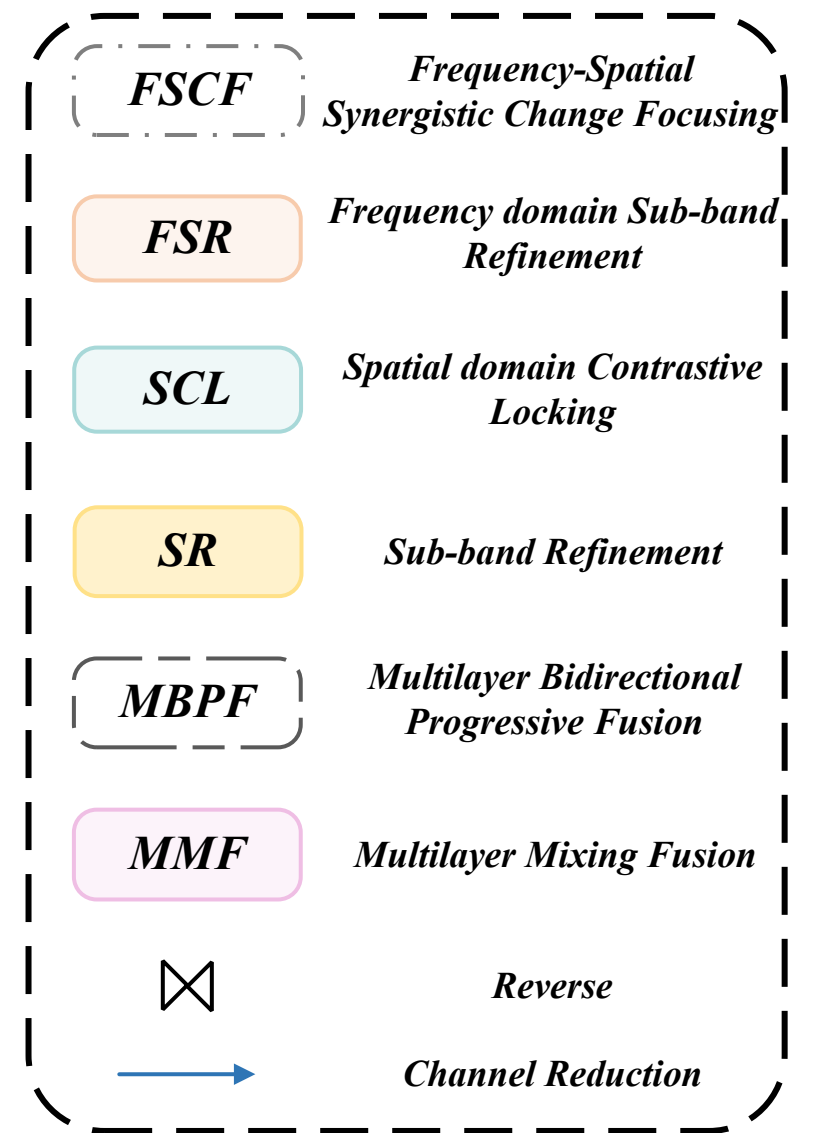 FSCF
Frequency-Spatial
Synergistic Change Focusing
FSR
Frequency domain Sub-band
Refinement
SCL
Spatial domain Contrastive
Locking
SR
Sub-band Refinement
MBPF
Multilayer Bidirectional
Progressive Fusion
MMF
Multilayer Mixing Fusion
Reverse
Channel Reduction